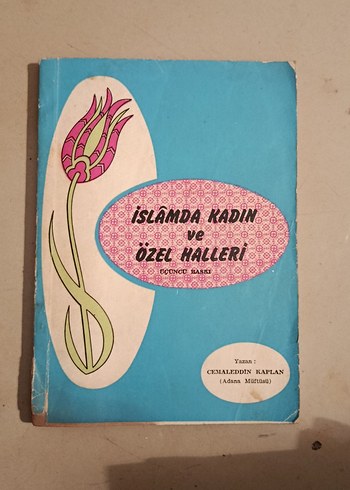 İSLÂMDA KADIN
ve
ÖZEL HALLERİ
ÜÇÜNCÜ BASKI
Yazan :
CEMALEDDİN KAPLAN
(Adana Müftüsü)